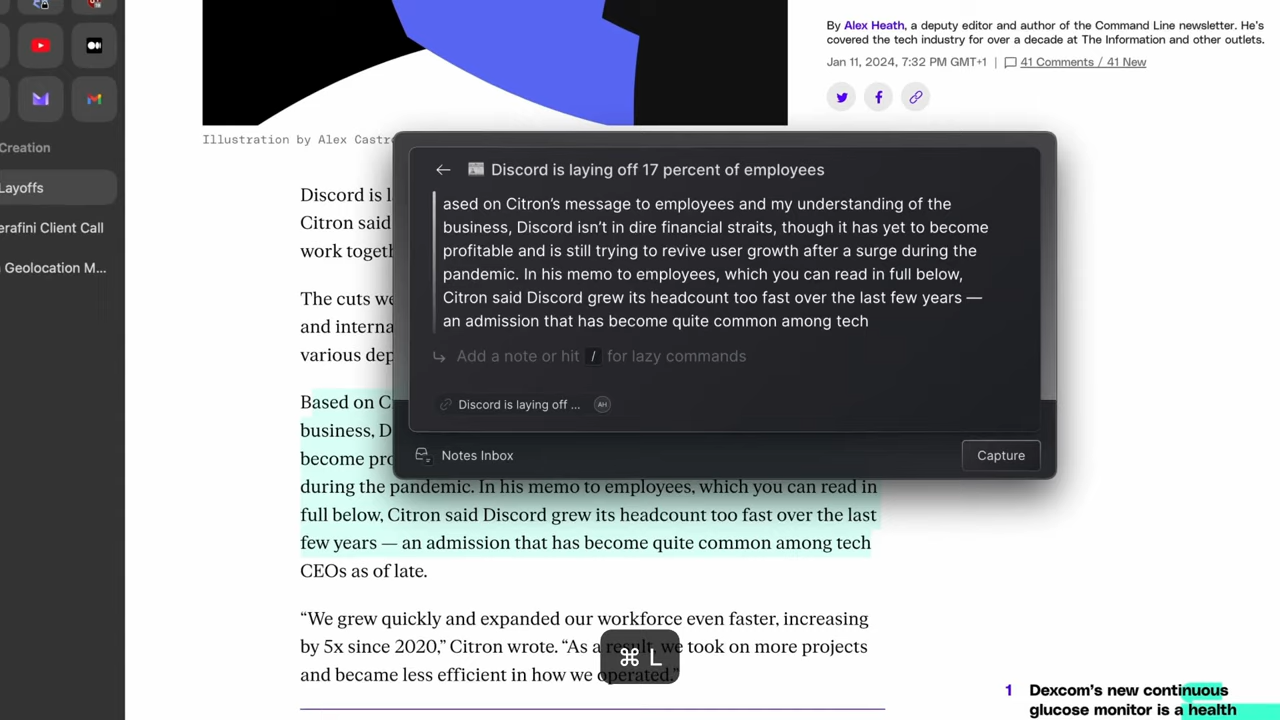 By Alex Heath, a deputy editor and author of the Command Line newsletter. He's
covered the tech industry for over a decade at The Information and other outlets.
Jan 11, 2024, 7:32 PM GMT+1 | 41 Comments / 41 New
Illustration by Alex Castr
Creation
Layoffs
erafini Client Call
Geolocation M...
Discord is l
Citron said
work togeth
The cuts we
and interna
various dep
Based on C
business, D
become pro
during the pandemic. In his memo to employees, which you can read in
full below, Citron said Discord grew its headcount too fast over the last
few years — an admission that has become quite common among tech
CEOs as of late.
“We grew quickly and expanded our workforce even faster, increasing
by 5x since 2020,” Citron wrote. “As a result, we took on more projects
and became less efficient in how we operated.”
← Discord is laying off 17 percent of employees
ased on Citron’s message to employees and my understanding of the
business, Discord isn’t in dire financial straits, though it has yet to become
profitable and is still trying to revive user growth after a surge during the
pandemic. In his memo to employees, which you can read in full below,
Citron said Discord grew its headcount too fast over the last few years —
an admission that has become quite common among tech
Add a note or hit / for lazy commands
Discord is laying off ... AH
Notes Inbox
Capture
⌘ L
1 Dexcom’s new continuous
glucose monitor is a health